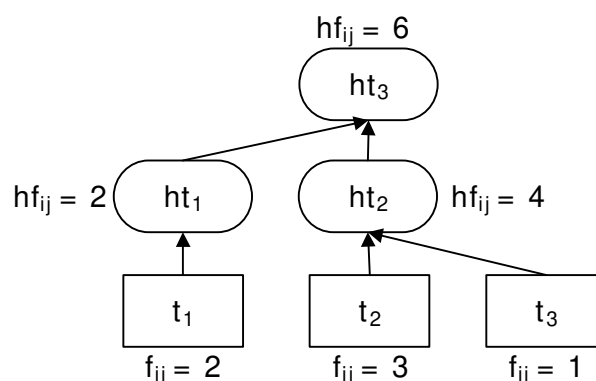 hfᵢⱼ = 6
ht₃
hfᵢⱼ = 2
ht₁
ht₂
hfᵢⱼ = 4
t₁
t₂
t₃
fᵢⱼ = 2
fᵢⱼ = 3
fᵢⱼ = 1